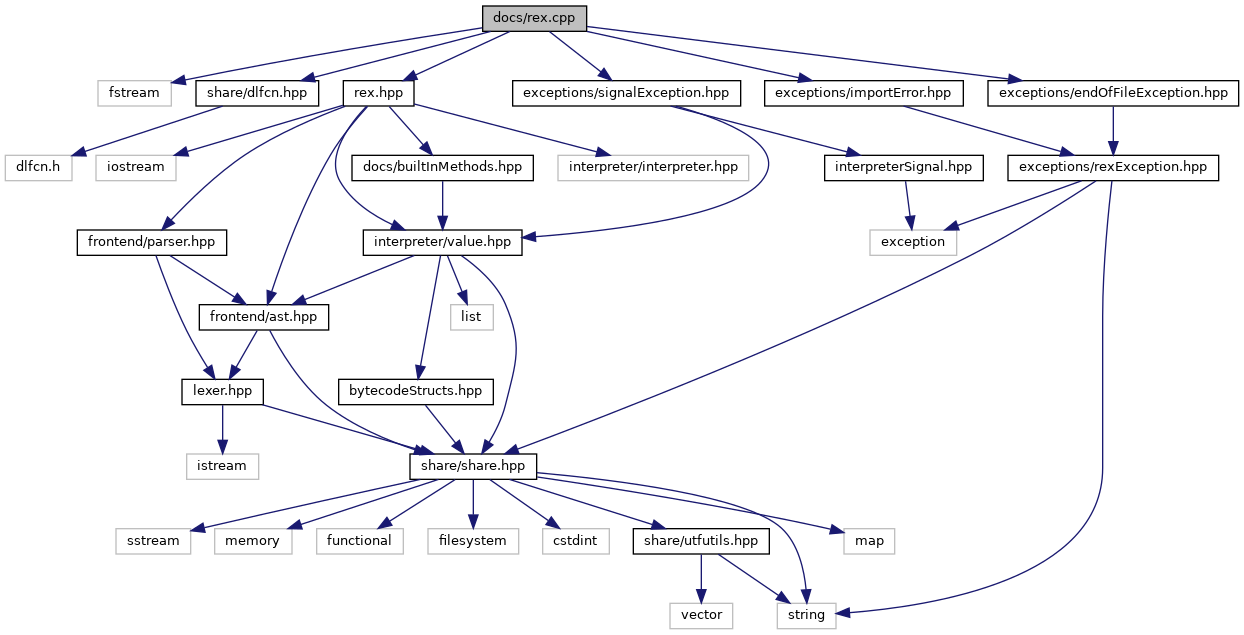 docs/rex.cpp
fstream
share/dlfcn.hpp
rex.hpp
exceptions/signalException.hpp
exceptions/importError.hpp
exceptions/endOfFileException.hpp
dlfcn.h
iostream
docs/builtInMethods.hpp
interpreter/interpreter.hpp
interpreterSignal.hpp
exceptions/rexException.hpp
frontend/parser.hpp
interpreter/value.hpp
exception
frontend/ast.hpp
list
lexer.hpp
bytecodeStructs.hpp
istream
share/share.hpp
sstream
memory
functional
filesystem
cstdint
share/utfutils.hpp
map
vector
string